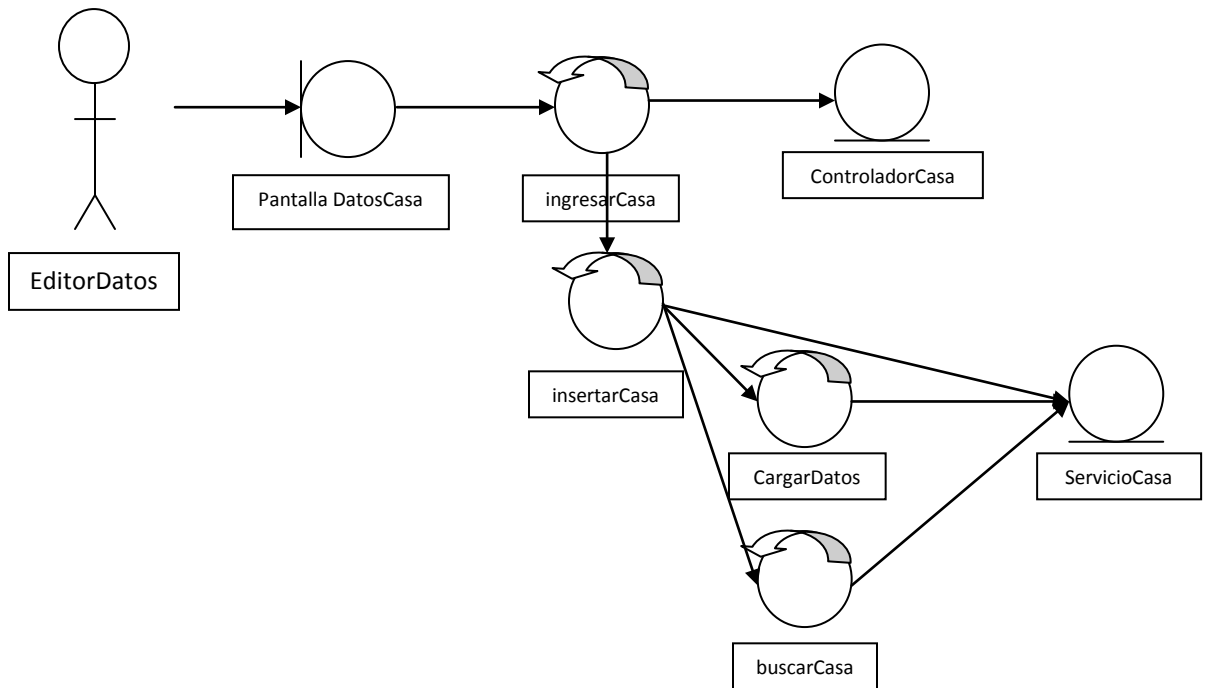 Pantalla DatosCasa
ingresarCasa
ControladorCasa
EditorDatos
insertarCasa
CargarDatos
ServicioCasa
buscarCasa